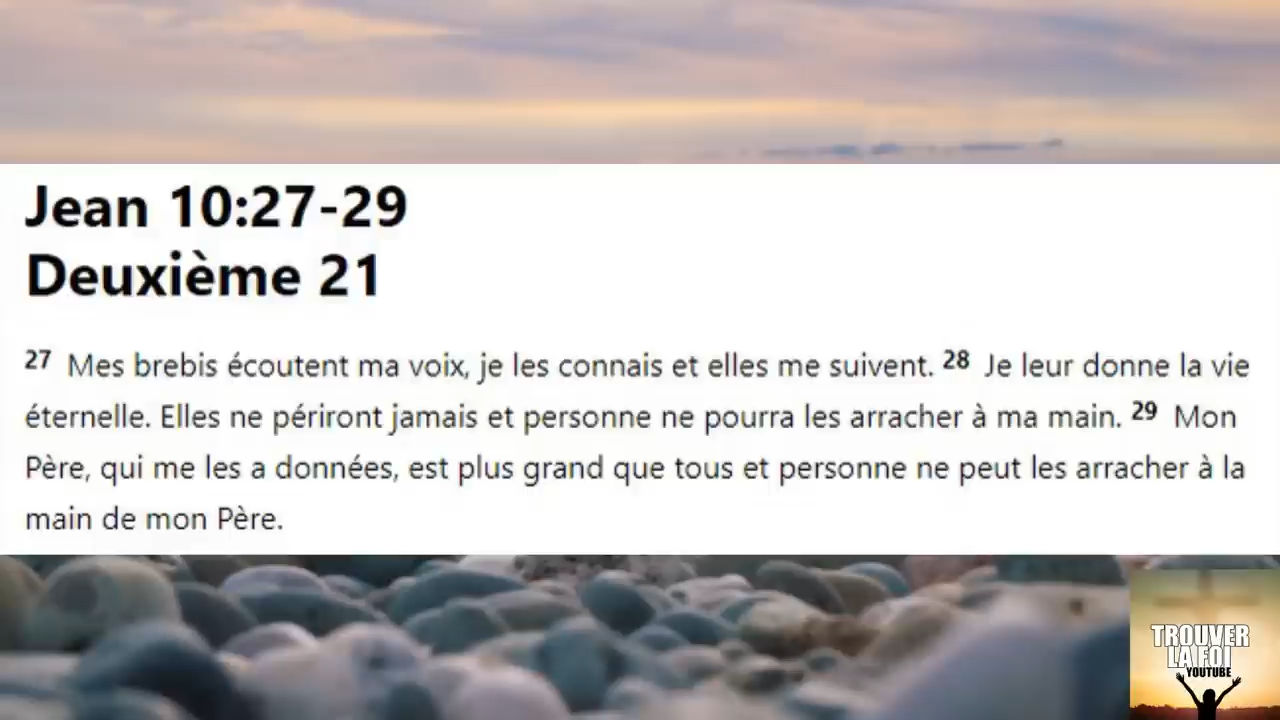 Jean 10:27-29
Deuxième 21
27 Mes brebis écoutent ma voix, je les connais et elles me suivent. 28 Je leur donne la vie
éternelle. Elles ne périront jamais et personne ne pourra les arracher à ma main. 29 Mon
Père, qui me les a données, est plus grand que tous et personne ne peut les arracher à la
main de mon Père.
TROUVER
LA FOI
YOUTUBE